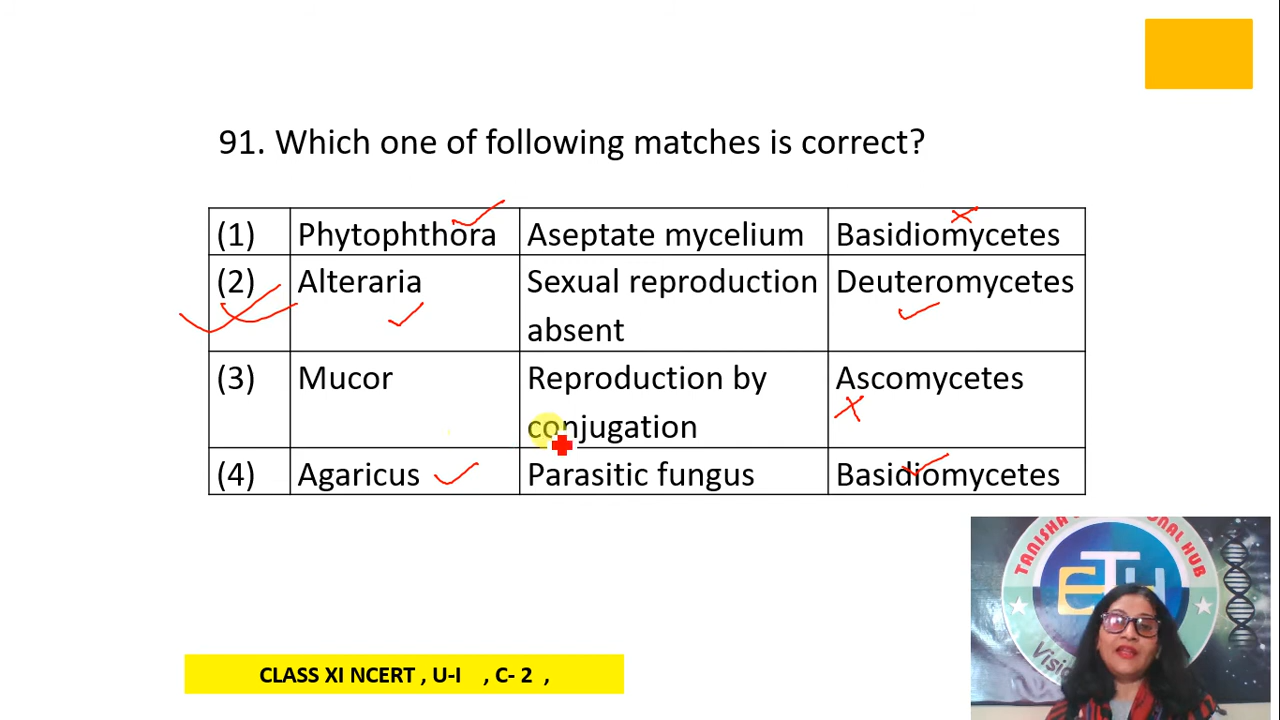 91. Which one of following matches is correct?
(1) Phytophthora Aseptate mycelium Basidiomycetes
(2) Alteraria Sexual reproduction Deuteromycetes
absent
(3) Mucor Reproduction by Ascomycetes
conjugation
(4) Agaricus Parasitic fungus Basidiomycetes
CLASS XI NCERT , U-I , C- 2 ,